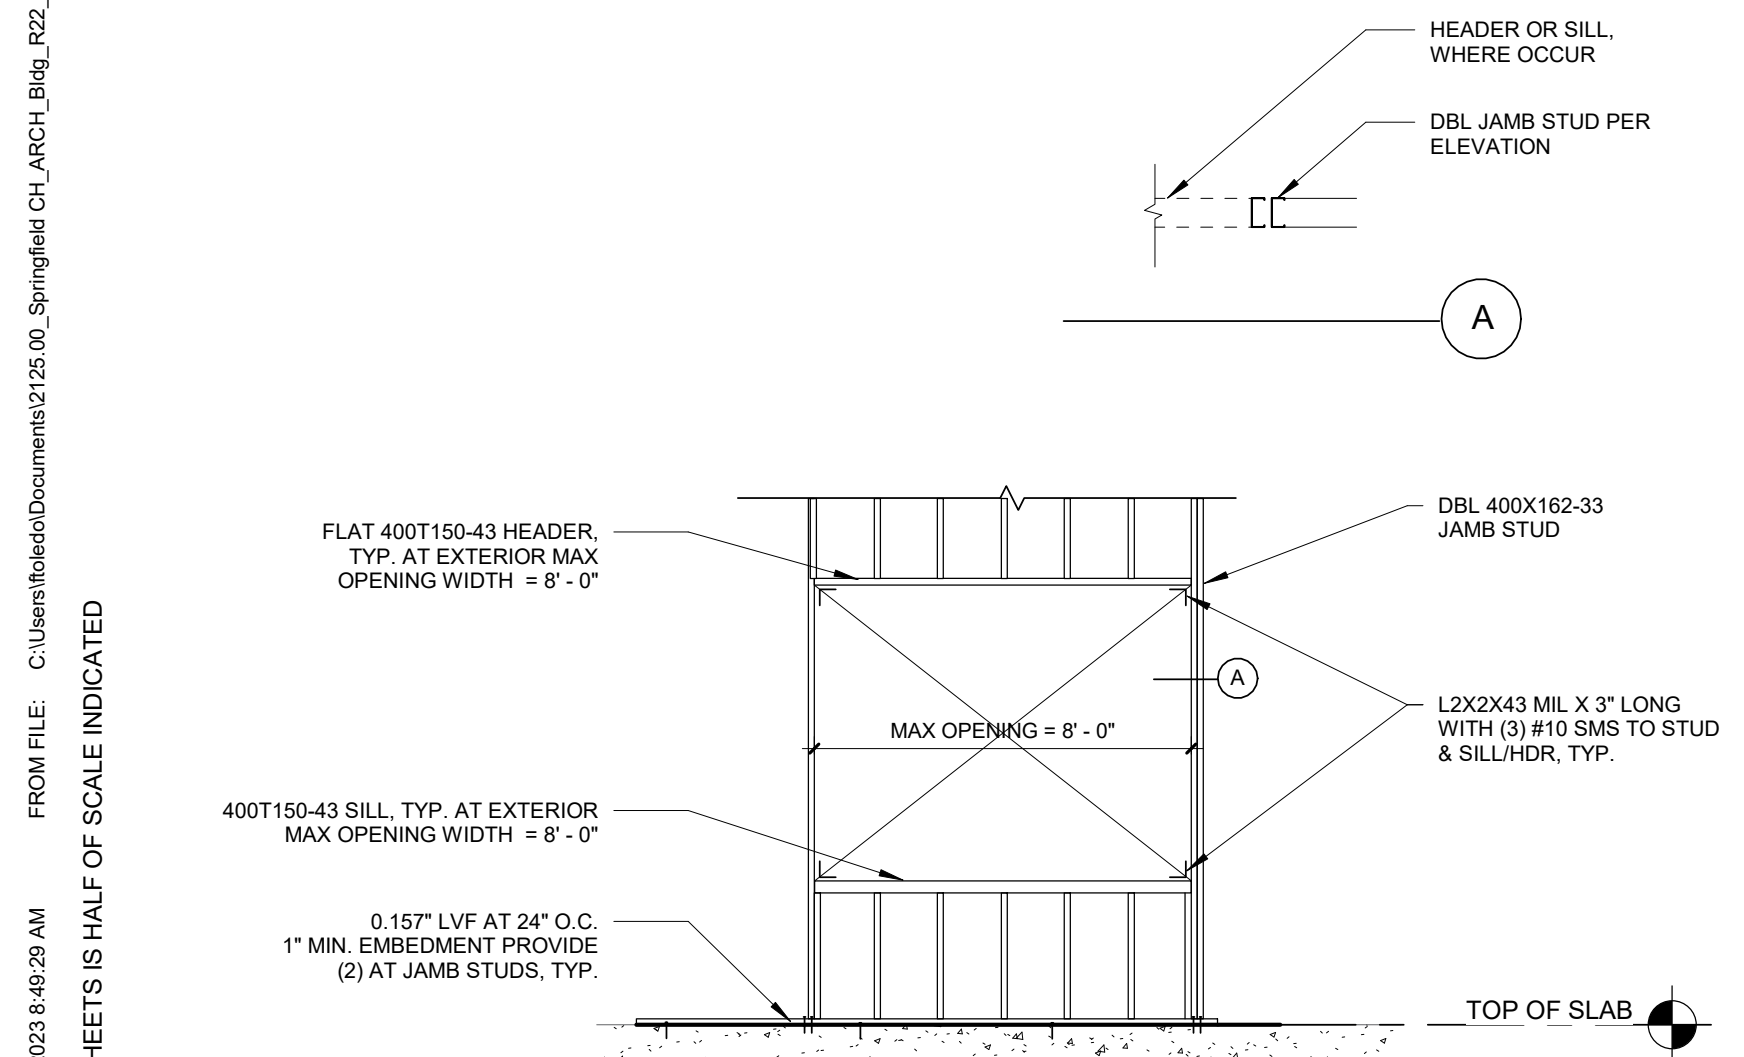 HEADER OR SILL,
WHERE OCCUR
DBL JAMB STUD PER
ELEVATION
A
FLAT 400T150-43 HEADER,
TYP. AT EXTERIOR MAX
OPENING WIDTH = 8' - 0"
DBL 400X162-33
JAMB STUD
A
MAX OPENING = 8' - 0"
L2X2X43 MIL X 3" LONG
WITH (3) #10 SMS TO STUD
& SILL/HDR, TYP.
400T150-43 SILL, TYP. AT EXTERIOR
MAX OPENING WIDTH = 8' - 0"
0.157" LVF AT 24" O.C.
1" MIN. EMBEDMENT PROVIDE
(2) AT JAMB STUDS, TYP.
TOP OF SLAB
2023 8:49:29 AM FROM FILE: C:\Users\ftoledo\Documents\2125.00_Springfield CH_ARCH_Bldg_R22_
HEETS IS HALF OF SCALE INDICATED